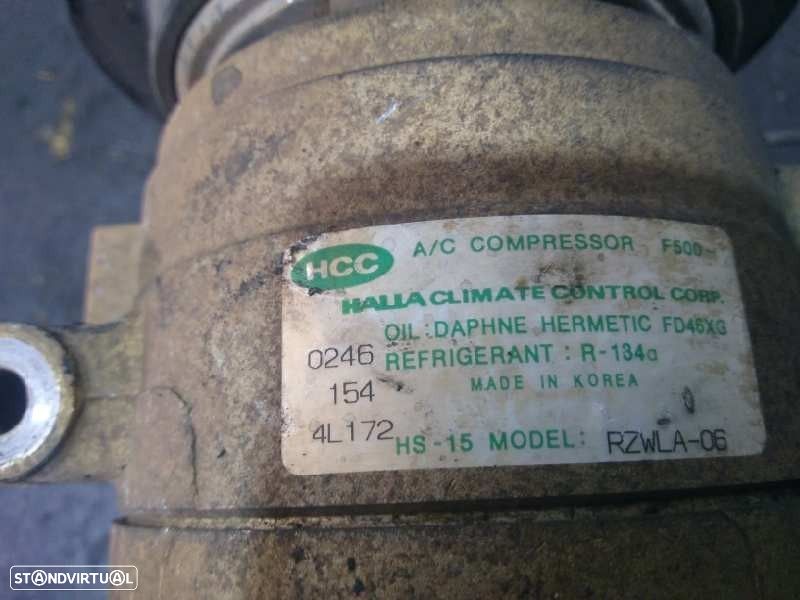 HCC A/C COMPRESSOR F500-
HALLA CLIMATE CONTROL CORP.
OIL : DAPHNE HERMETIC FD46XG
0246 REFRIGERANT : R-134a
154 MADE IN KOREA
4L172 HS-15 MODEL: RZWLA-06
STANDVIRTUAL